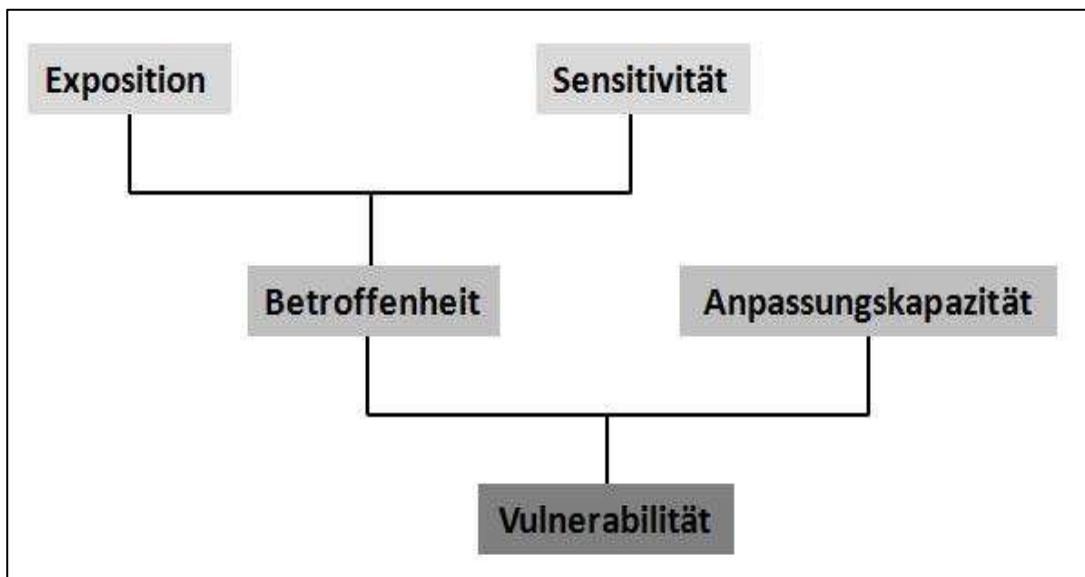 Exposition
Sensitivität
Betroffenheit
Anpassungskapazität
Vulnerabilität